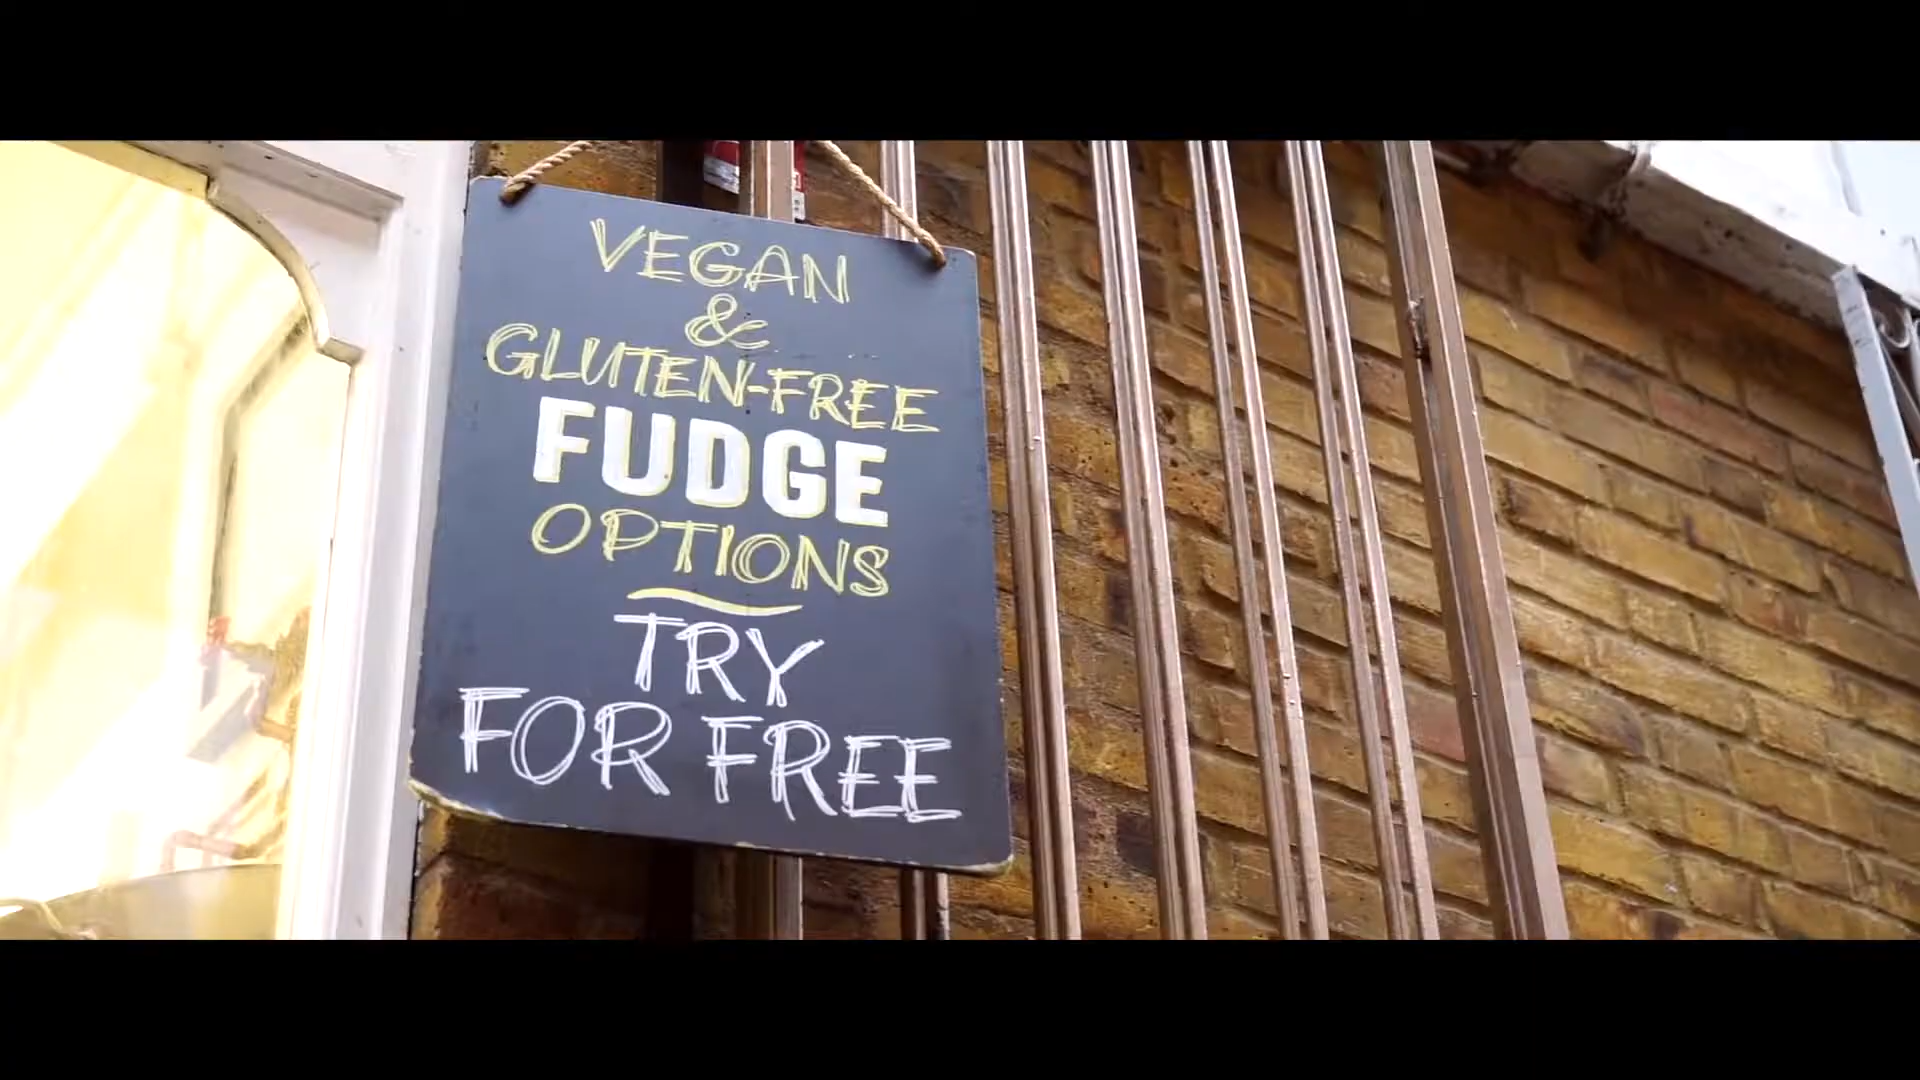 VEGAN
&
GLUTEN-FREE
FUDGE
OPTIONS
TRY
FOR FREE